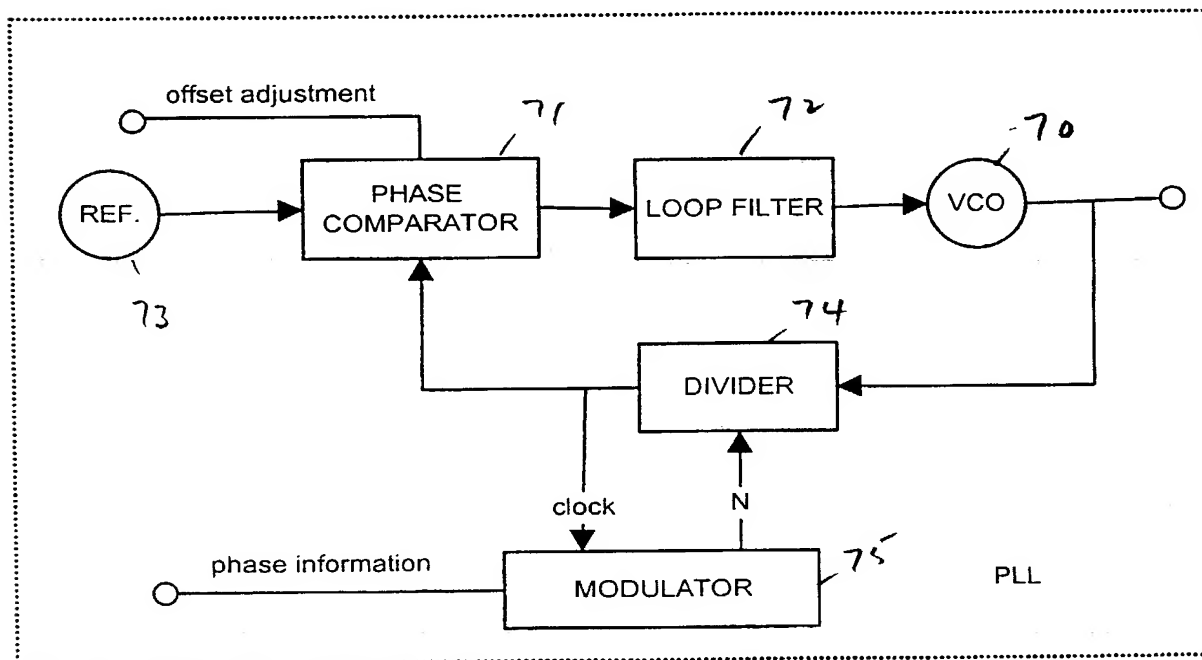 offset adjustment
71
72
70
REF.
PHASE
COMPARATOR
LOOP FILTER
VCO
73
74
DIVIDER
clock
N
phase information
MODULATOR
75
PLL